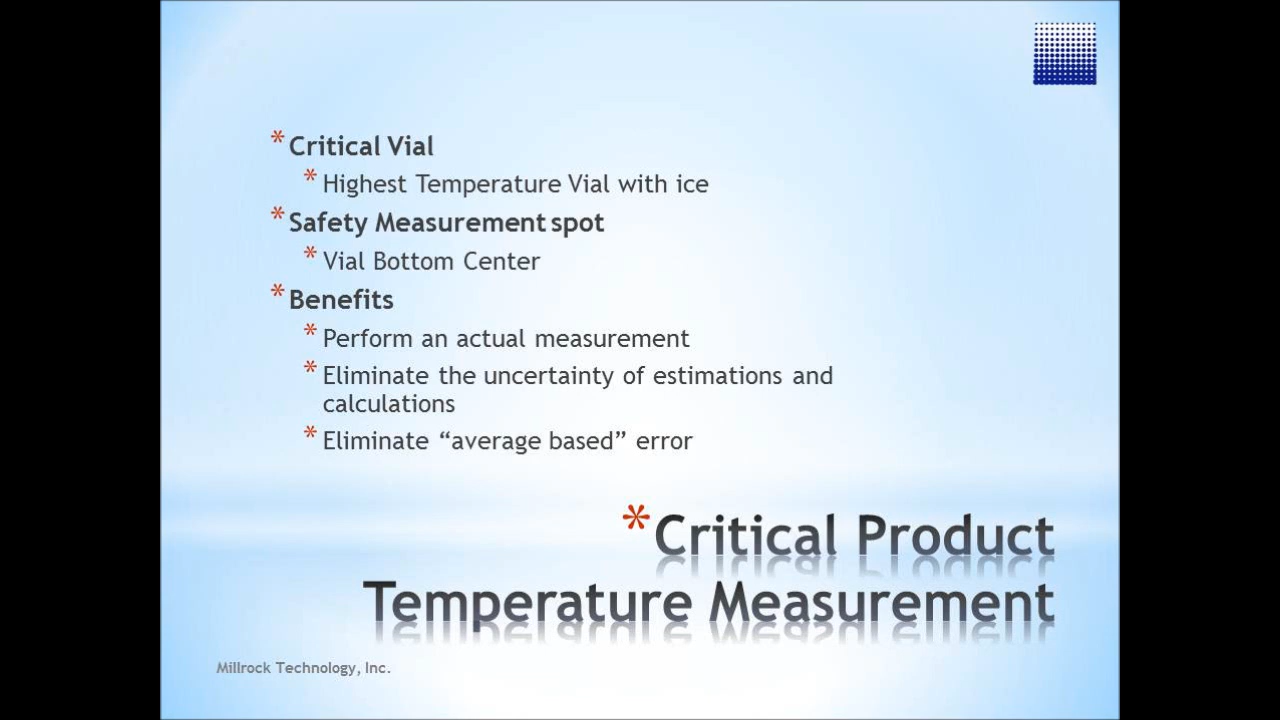 * Critical Vial
* Highest Temperature Vial with ice
* Safety Measurement spot
* Vial Bottom Center
* Benefits
* Perform an actual measurement
* Eliminate the uncertainty of estimations and
calculations
* Eliminate “average based” error
* Critical Product
Temperature Measurement
Millrock Technology, Inc.